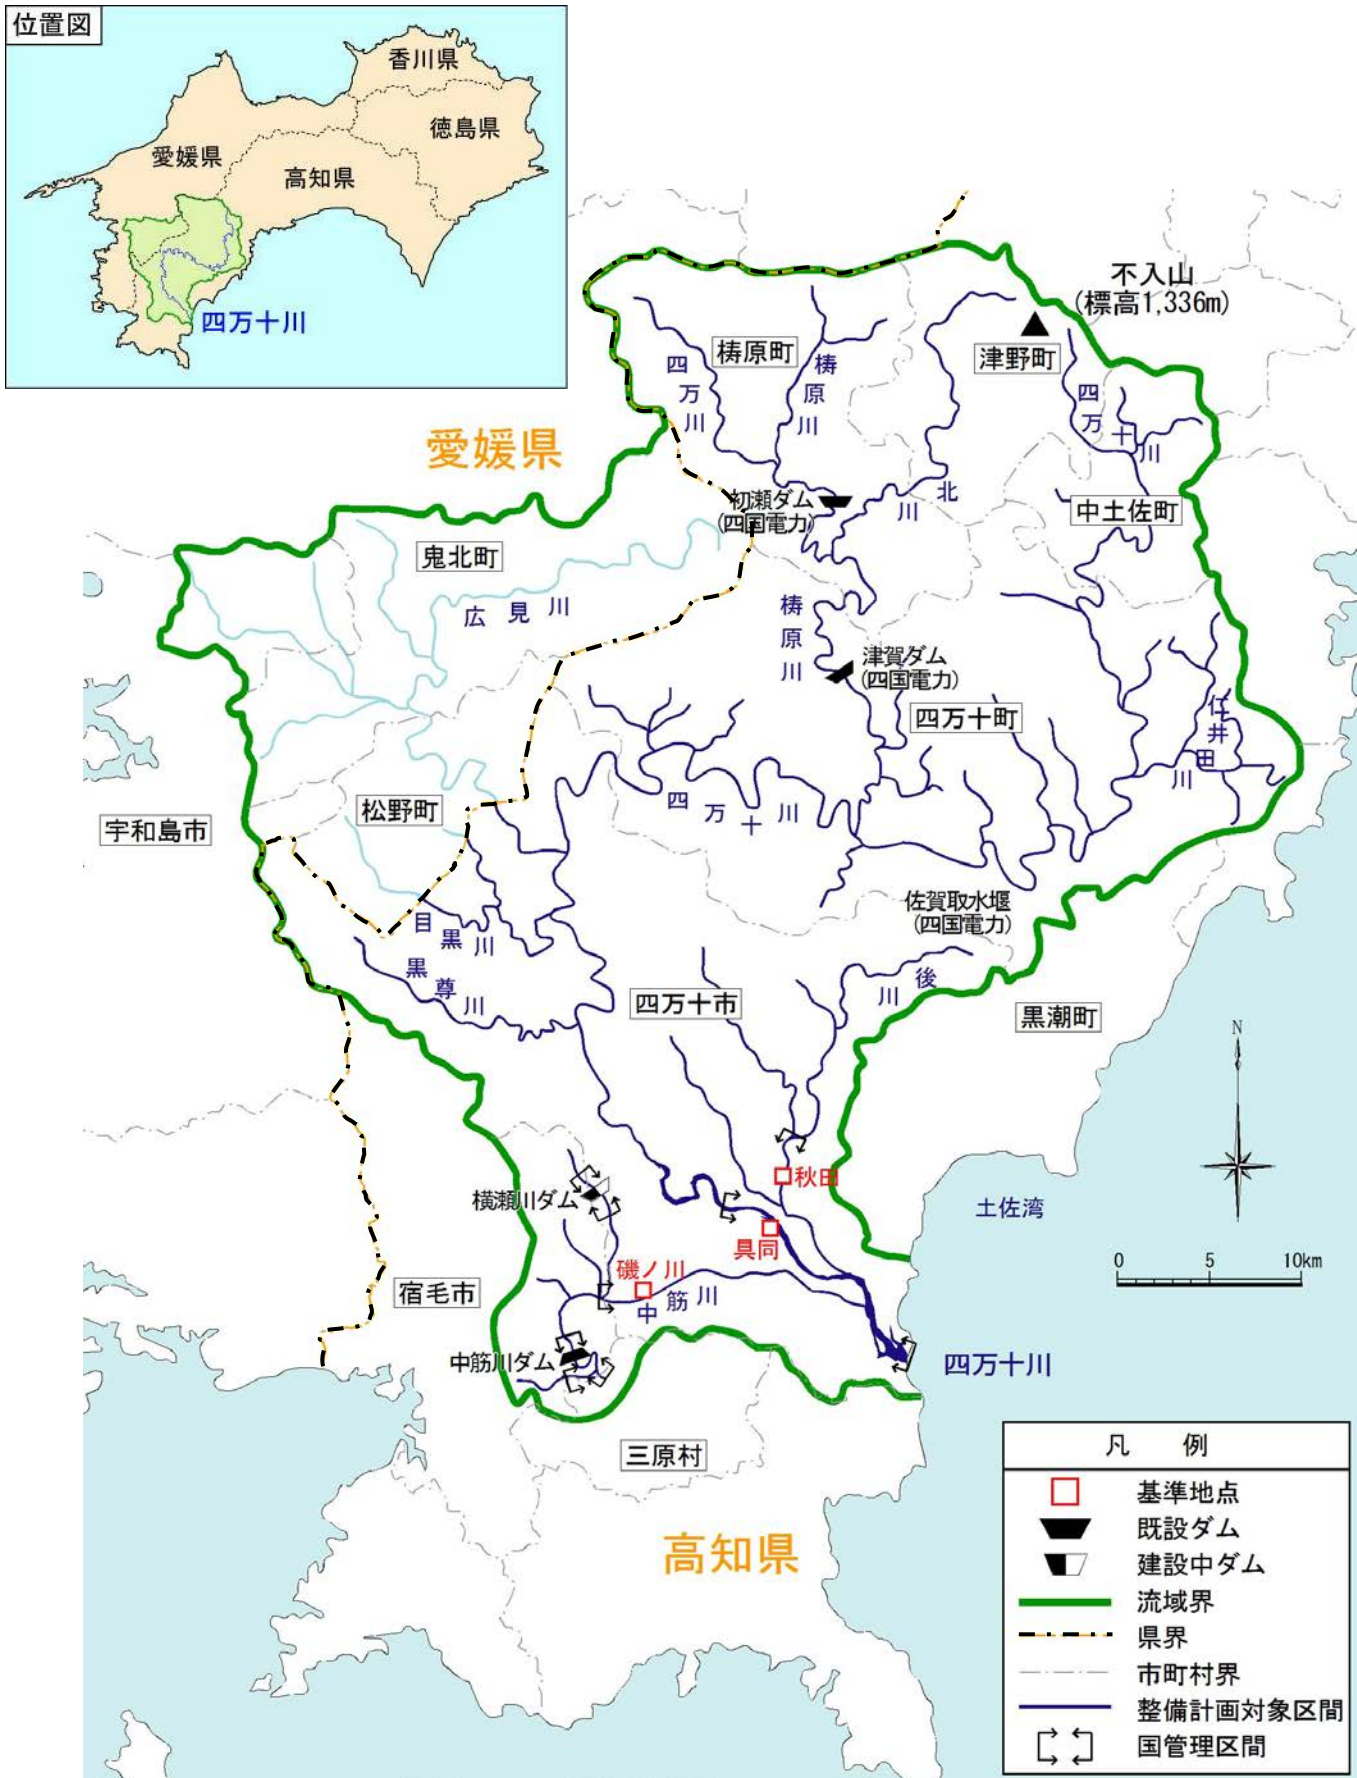 位置図
香川県
徳島県
愛媛県
高知県
四万十川
不入山
(標高1,336m)
梼原町
津野町
四万川
梼原川
四万十川
愛媛県
北川
初瀬ダム
(四国電力)
中土佐町
鬼北町
広見川
梼原川
津賀ダム
(四国電力)
四万十町
仁井田川
四万十川
松野町
宇和島市
佐賀取水堰
(四国電力)
目黒川
黒尊川
後川
四万十市
黒潮町
N
秋田
横瀬川ダム
土佐湾
具同
磯ノ川
0 5 10km
宿毛市
中筋川
中筋川ダム
四万十川
三原村
高知県
凡 例
基準地点
既設ダム
建設中ダム
流域界
県界
市町村界
整備計画対象区間
国管理区間